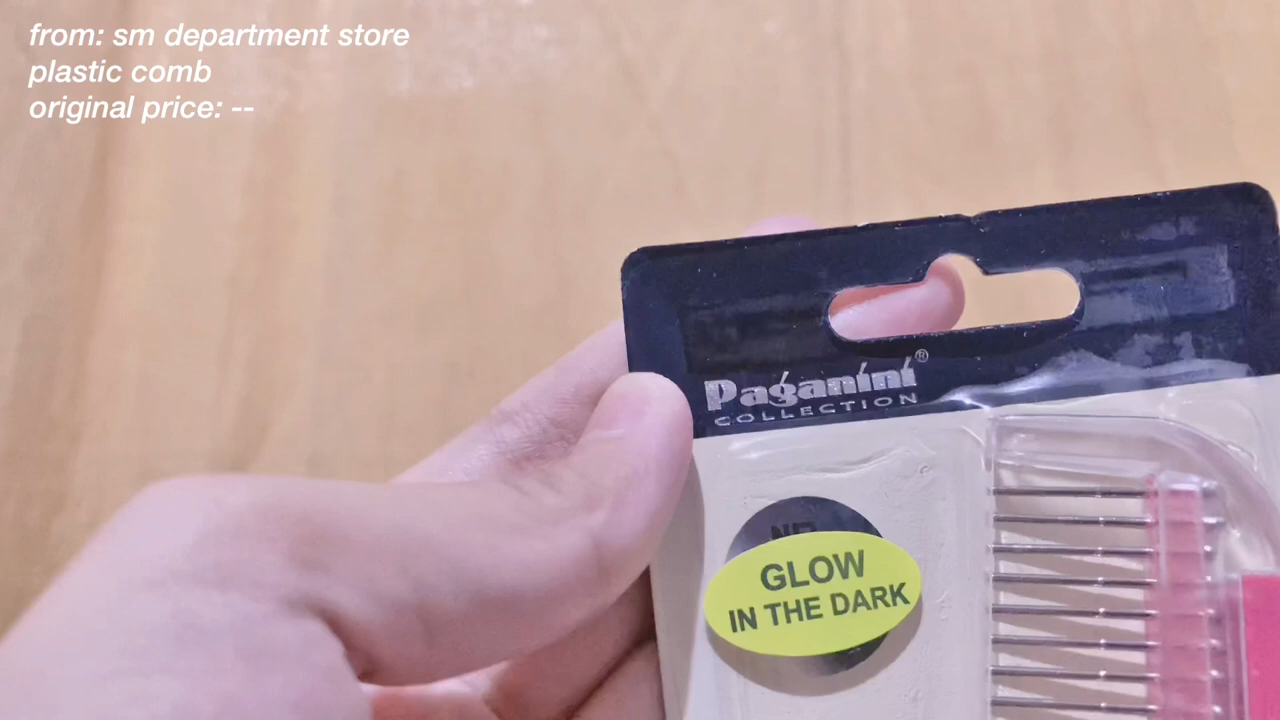 from: sm department store
plastic comb
original price: --
Paganini®
COLLECTION
GLOW
IN THE DARK